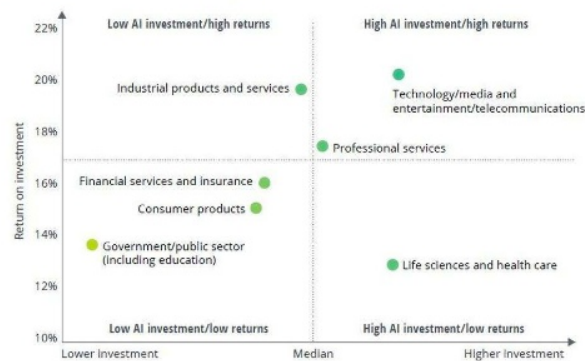 Low AI investment/high returns
High AI investment/high returns
22%
20%
18%
16%
14%
12%
10%
Return on investment
Industrial products and services
Technology/media and
entertainment/telecommunications
Professional services
Financial services and insurance
Consumer products
Government/public sector
(including education)
Life sciences and health care
Low AI investment/low returns
High AI investment/low returns
Lower Investment
Median
Higher Investment